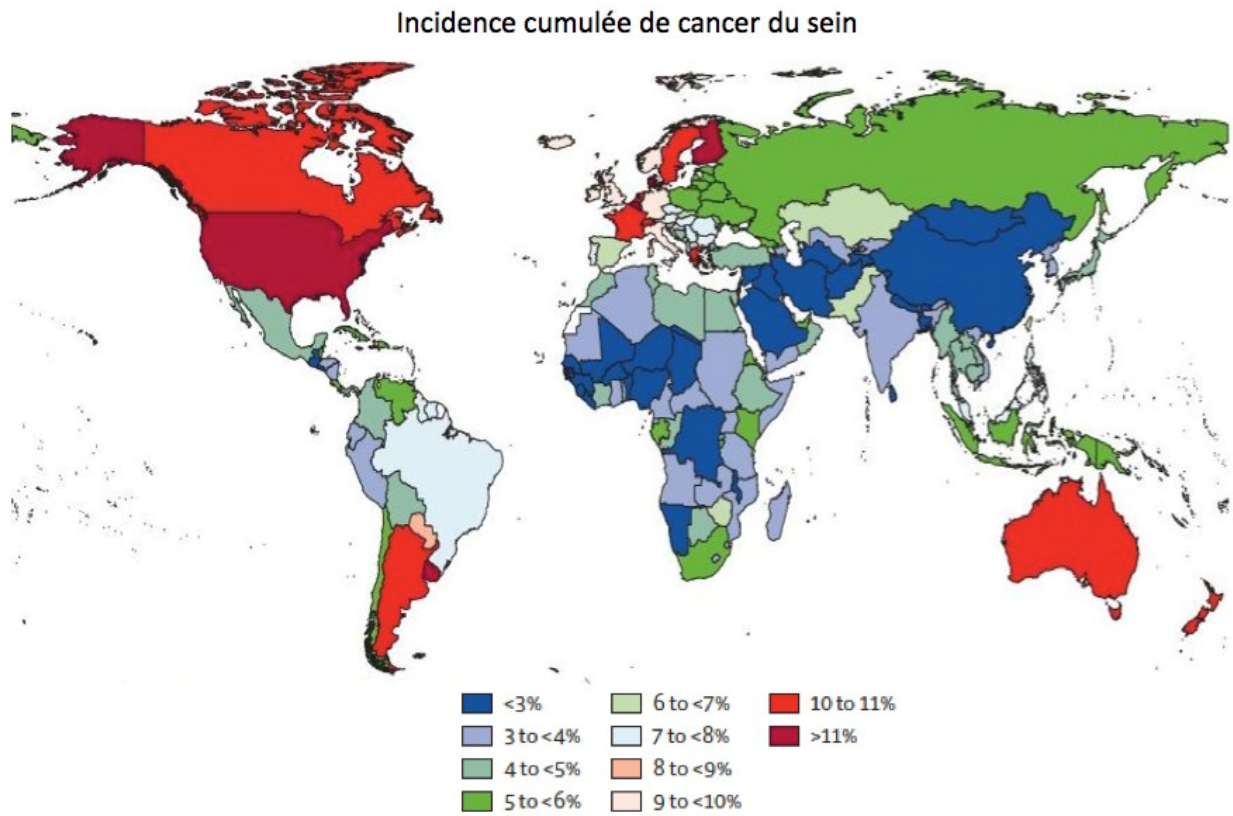 Incidence cumulée de cancer du sein
<3%
3 to <4%
4 to <5%
5 to <6%
6 to <7%
7 to <8%
8 to <9%
9 to <10%
10 to 11%
>11%